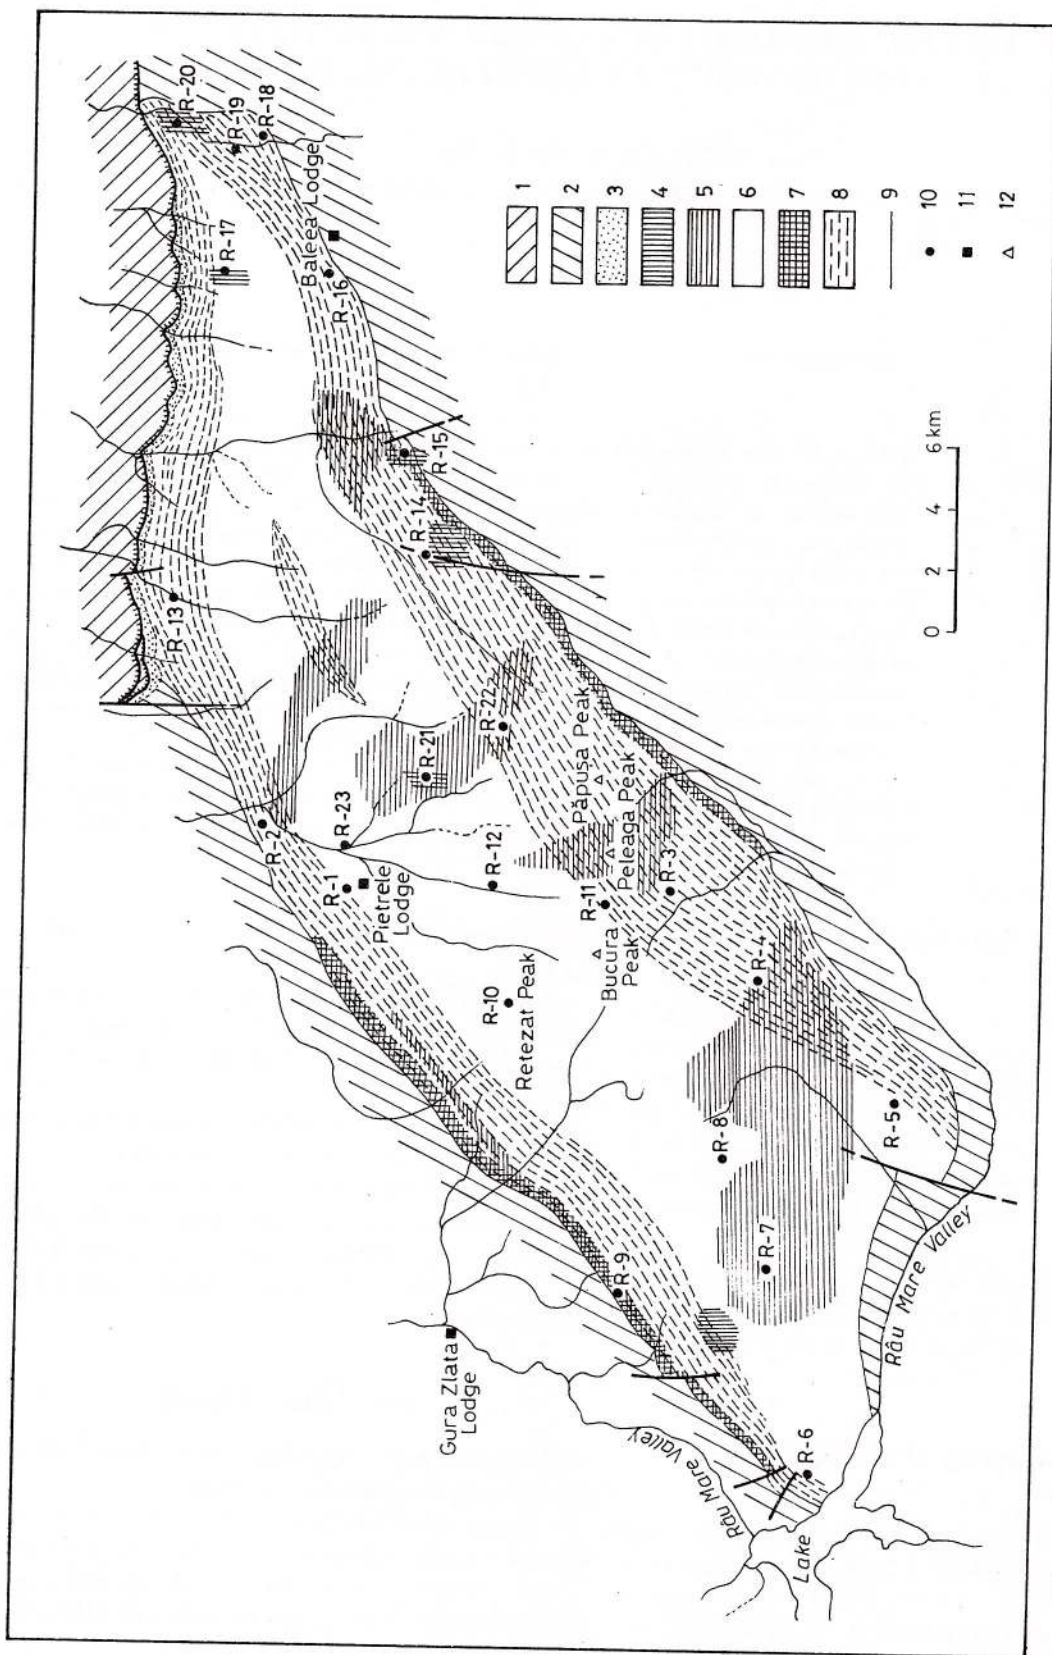 R-20
R-19
R-18
R-17
Baleea Lodge
R-16
R-15
R-14
R-13
R-22
R-21
R-23
R-2
R-1
Pietrele
Lodge
R-12
Păpuşa Peak
Peleaga Peak
R-3
R-11
Bucura
Peak
R-10
Retezat Peak
R-4
R-5
R-8
R-7
R-9
R-6
Gura Zlata
Lodge
Râu Mare Valley
Râu Mare Valley
Lake
1
2
3
4
5
6
7
8
9
10
11
12
0 2 4 6 km